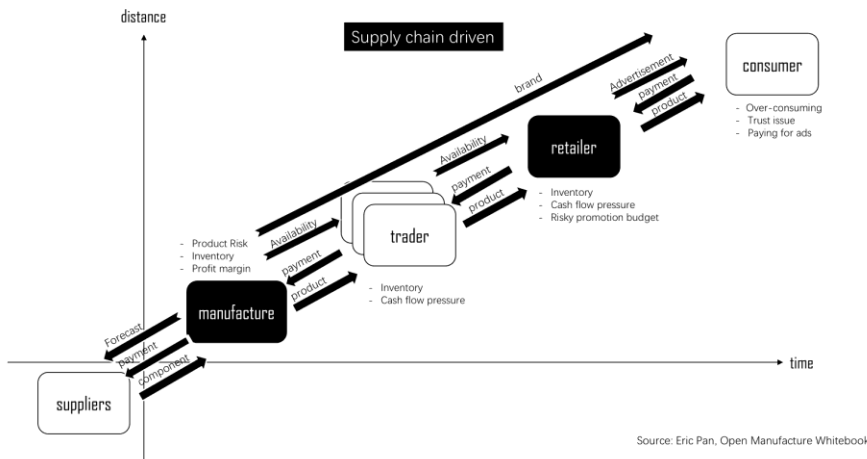 distance
Supply chain driven
brand
Advertisement
payment
product
consumer
- Over-consuming
- Trust issue
- Paying for ads
Availability
payment
product
retailer
- Inventory
- Cash flow pressure
- Risky promotion budget
- Product Risk
- Inventory
- Profit margin
Availability
payment
product
trader
- Inventory
- Cash flow pressure
manufacture
Forecast
payment
component
time
suppliers
Source: Eric Pan, Open Manufacture Whitebook